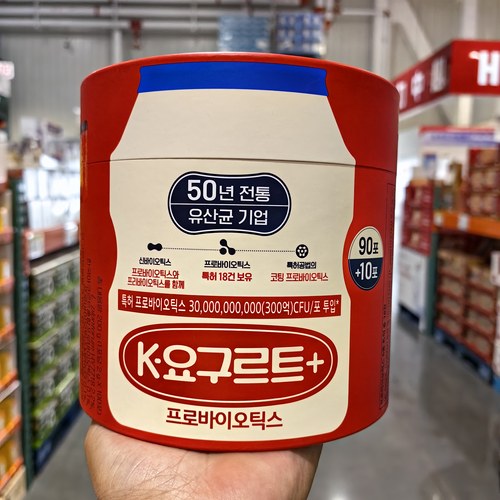 50년 전통
유산균 기업
신바이오틱스
프로바이오틱스와
프리바이오틱스를 함께
프로바이오틱스
특허 18건 보유
특허공법의
코팅 프로바이오틱스
90포
+10포
특허 프로바이오틱스 30,000,000,000(300억)CFU/포 투입*
K·요구르트+
프로바이오틱스